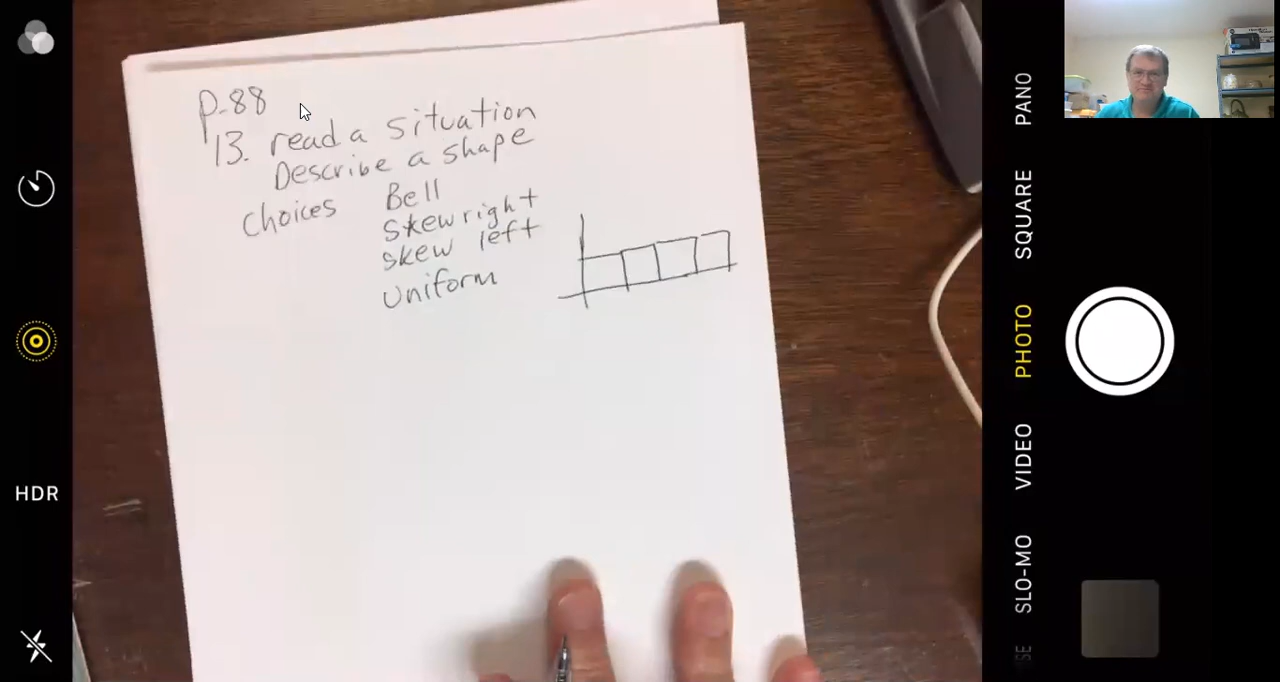 p-88
13. read a situation
Describe a shape
choices Bell
skew right
skew left
uniform
HDR
PANO
SQUARE
PHOTO
VIDEO
SLO-MO
SE